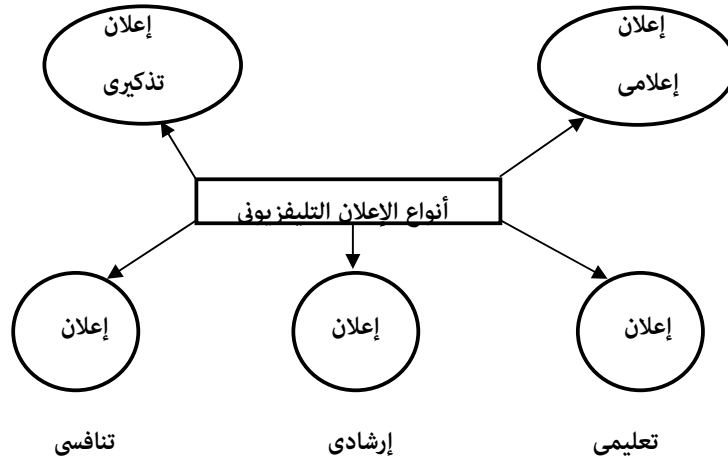 إعلان
إعلامى
إعلان
تذكيرى
أنواع الإعلان التليفزيونى
إعلان
تعليمى
إعلان
إرشادى
إعلان
تنافسى